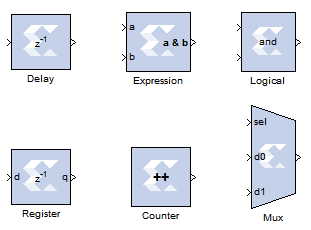 z-1
Delay
a
a & b
b
Expression
and
Logical
d
z-1
q
Register
++
Counter
sel
d0
d1
Mux